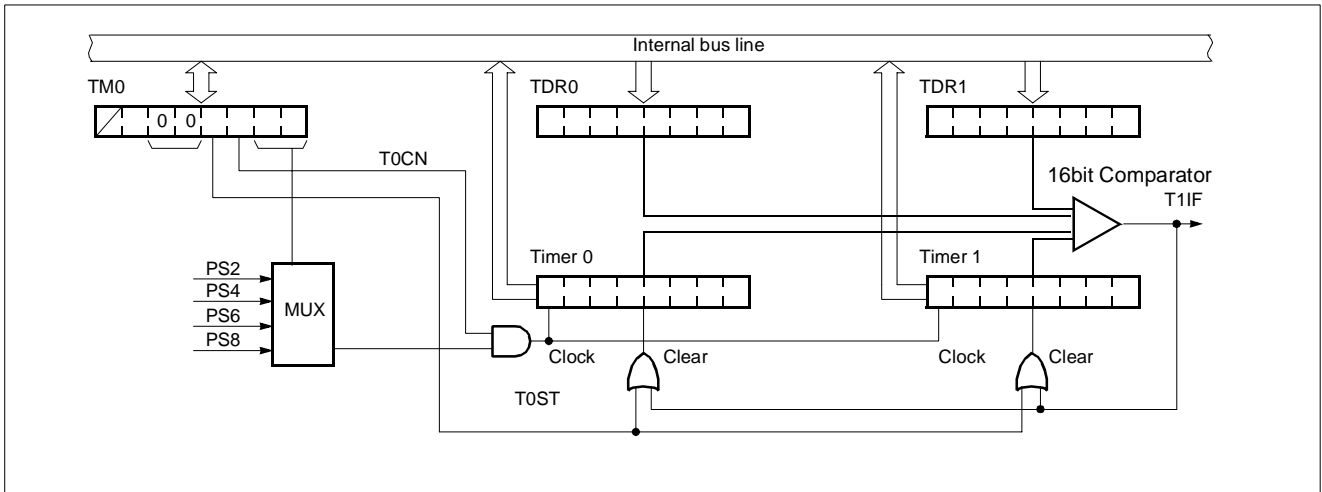 Internal bus line
TM0
TDR0
TDR1
0 0
T0CN
16bit Comparator
T1IF
Timer 0
Timer 1
PS2
PS4
PS6
PS8
MUX
Clock
Clear
Clock
Clear
T0ST